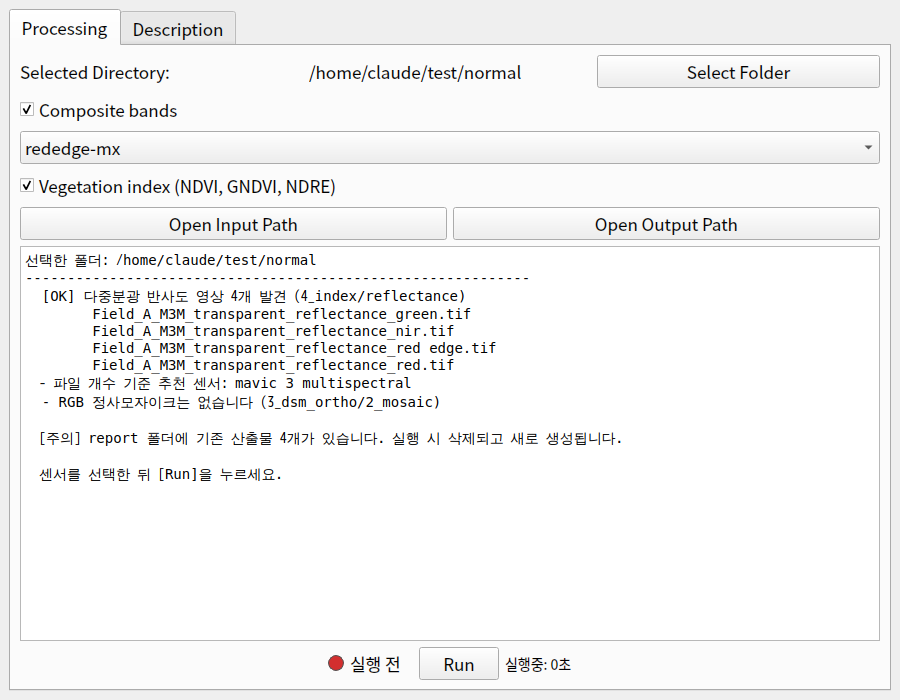 Processing Description
Selected Directory: /home/claude/test/normal Select Folder
Composite bands
rededge-mx
Vegetation index (NDVI, GNDVI, NDRE)
Open Input Path Open Output Path
선택한 폴더: /home/claude/test/normal
------------------------------------------------------------
[OK] 다중분광 반사도 영상 4개 발견 (4_index/reflectance)
Field_A_M3M_transparent_reflectance_green.tif
Field_A_M3M_transparent_reflectance_nir.tif
Field_A_M3M_transparent_reflectance_red edge.tif
Field_A_M3M_transparent_reflectance_red.tif
- 파일 개수 기준 추천 센서: mavic 3 multispectral
- RGB 정사모자이크는 없습니다 (3_dsm_ortho/2_mosaic)
[주의] report 폴더에 기존 산출물 4개가 있습니다. 실행 시 삭제되고 새로 생성됩니다.
센서를 선택한 뒤 [Run]을 누르세요.
실행 전 Run 실행중: 0초